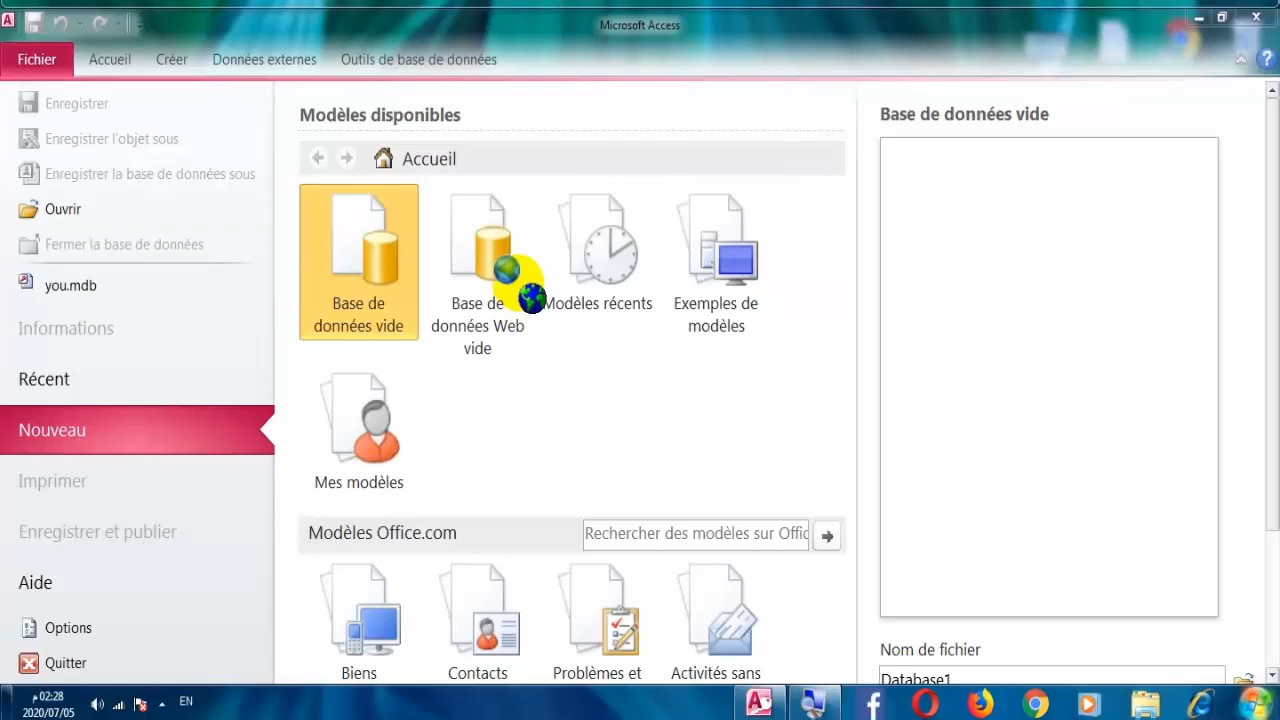 Microsoft Access
Fichier
Accueil
Créer
Données externes
Outils de base de données
Enregistrer
Enregistrer l'objet sous
Enregistrer la base de données sous
Ouvrir
Fermer la base de données
you.mdb
Informations
Récent
Nouveau
Imprimer
Enregistrer et publier
Aide
Options
Quitter
Modèles disponibles
Accueil
Base de
données vide
Base de
données Web
vide
Modèles récents
Exemples de
modèles
Mes modèles
Modèles Office.com
Rechercher des modèles sur Offic
Biens
Contacts
Problèmes et
Activités sans
Base de données vide
Nom de fichier
Database1
02:28 م
2020/07/05
EN